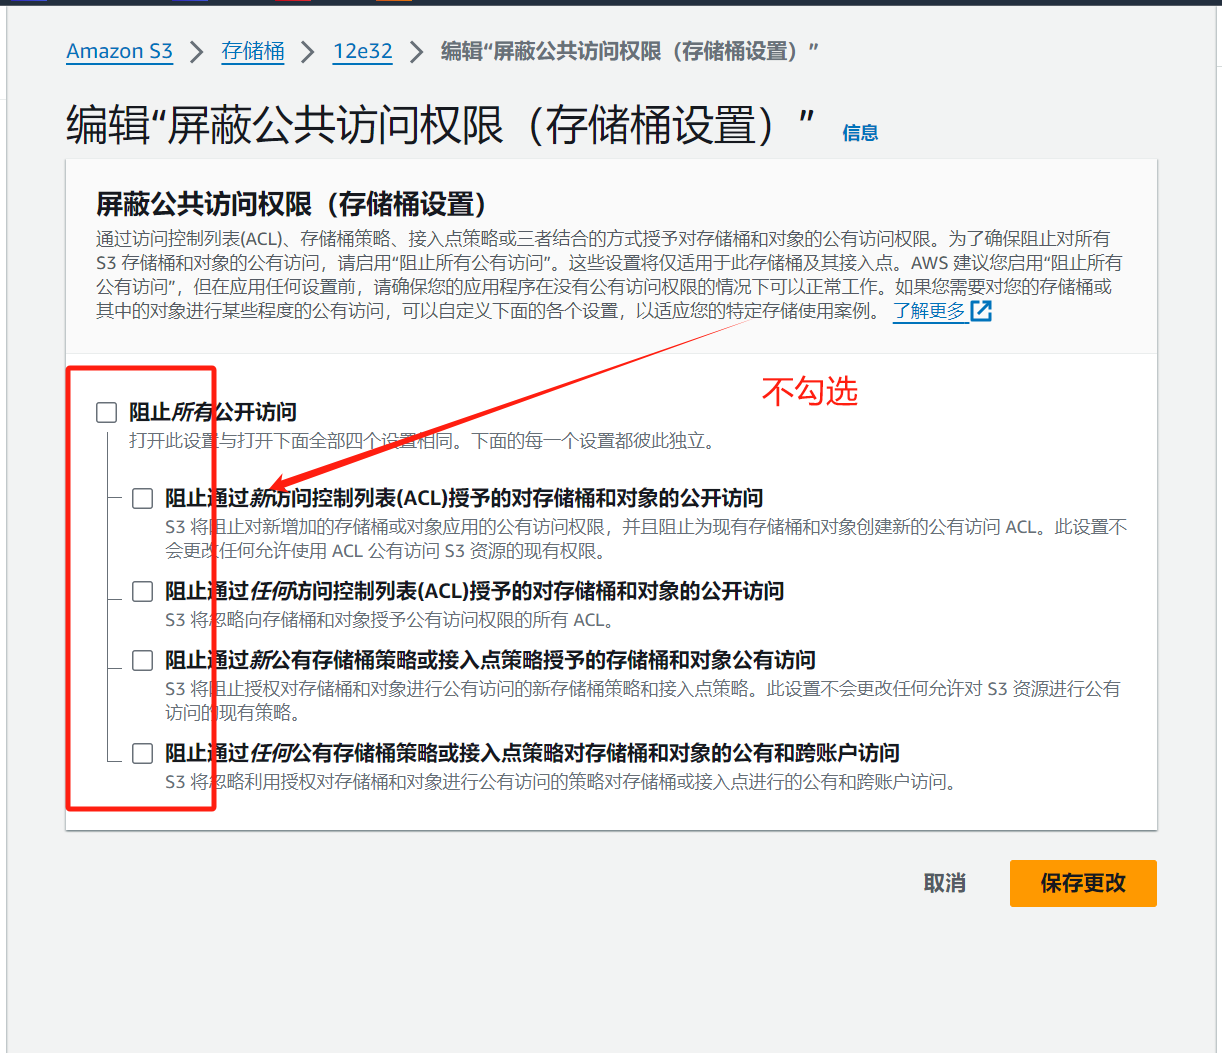 Amazon S3 > 存储桶 > 12e32 > 编辑“屏蔽公共访问权限（存储桶设置）”
编辑“屏蔽公共访问权限（存储桶设置）” 信息
屏蔽公共访问权限（存储桶设置）
通过访问控制列表(ACL)、存储桶策略、接入点策略或三者结合的方式授予对存储桶和对象的公有访问权限。为了确保阻止对所有
S3 存储桶和对象的公有访问，请启用“阻止所有公有访问”。这些设置将仅适用于此存储桶及其接入点。AWS 建议您启用“阻止所有
公有访问”，但在应用任何设置前，请确保您的应用程序在没有公有访问权限的情况下可以正常工作。如果您需要对您的存储桶或
其中的对象进行某些程度的公有访问，可以自定义下面的各个设置，以适应您的特定存储使用案例。 了解更多
不勾选
阻止所有公开访问
打开此设置与打开下面全部四个设置相同。下面的每一个设置都彼此独立。
阻止通过新访问控制列表(ACL)授予的对存储桶和对象的公开访问
S3 将阻止对新增加的存储桶或对象应用的公有访问权限，并且阻止为现有存储桶和对象创建新的公有访问 ACL。此设置不
会更改任何允许使用 ACL 公有访问 S3 资源的现有权限。
阻止通过任何访问控制列表(ACL)授予的对存储桶和对象的公开访问
S3 将忽略向存储桶和对象授予公有访问权限的所有 ACL。
阻止通过新公有存储桶策略或接入点策略授予的存储桶和对象公有访问
S3 将阻止授权对存储桶和对象进行公有访问的新存储桶策略和接入点策略。此设置不会更改任何允许对 S3 资源进行公有
访问的现有策略。
阻止通过任何公有存储桶策略或接入点策略对存储桶和对象的公有和跨账户访问
S3 将忽略利用授权对存储桶和对象进行公有访问的策略对存储桶或接入点进行的公有和跨账户访问。
取消 保存更改